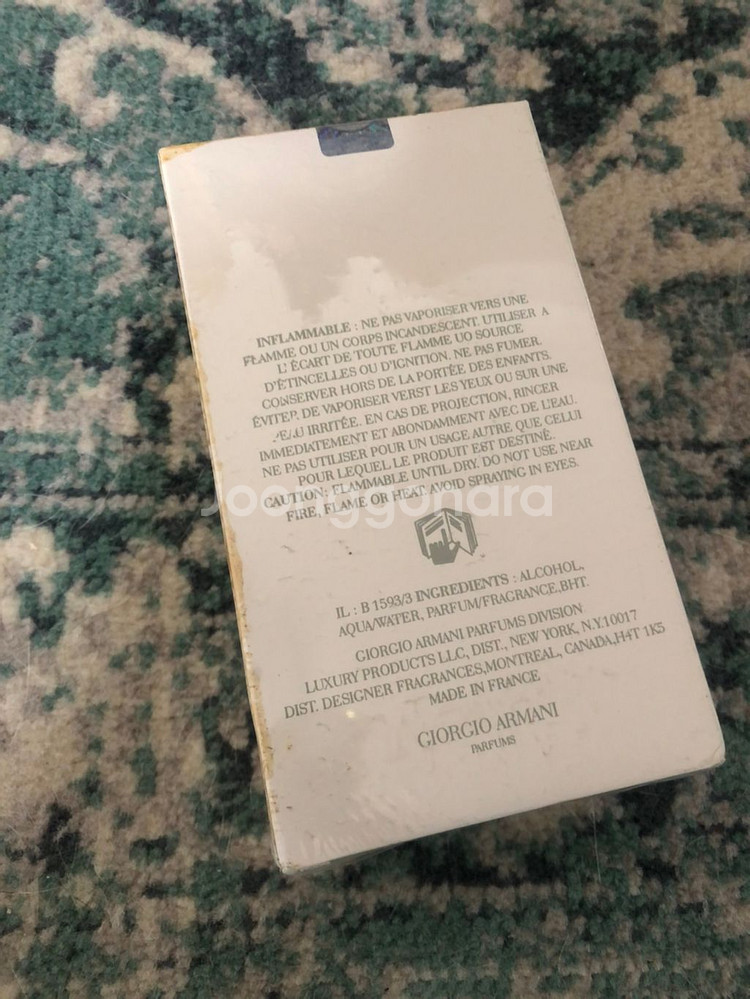 INFLAMMABLE : NE PAS VAPORISER VERS UNE
FLAMME OU UN CORPS INCANDESCENT. UTILISER A
L' ÉCART DE TOUTE FLAMME UO SOURCE
D'ÉTINCELLES OU D'IGNITION. NE PAS FUMER.
CONSERVER HORS DE LA PORTÉE DES ENFANTS.
ÉVITER DE VAPORISER VERST LES YEUX OU SUR UNE
IRRITÉE. EN CAS DE PROJECTION, RINCER
IMMEDIATEMENT ET ABONDAMMENT AVEC DE L'EAU.
NE PAS UTILISER POUR UN USAGE AUTRE QUE CELUI
POUR LEQUEL LE PRODUIT EST DESTINÉ.
CAUTION: FLAMMABLE UNTIL DRY. DO NOT USE NEAR
FIRE, FLAME OR HEAT. AVOID SPRAYING IN EYES.
Joonggonara
IL : B 1593/3 INGREDIENTS : ALCOHOL,
AQUA/WATER, PARFUM/FRAGRANCE,BHT.
GIORGIO ARMANI PARFUMS DIVISION
LUXURY PRODUCTS LLC, DIST., NEW YORK, N.Y.10017
DIST. DESIGNER FRAGRANCES,MONTREAL, CANADA,H4T 1K5
MADE IN FRANCE
GIORGIO ARMANI
PARFUMS